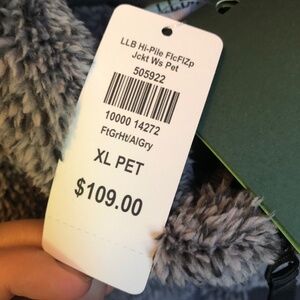 LLB Hi-Pile FlcFlZp
Jckt Ws Pet
505922
10000 14272
FtGrHt/AlGry
XL PET
$109.00